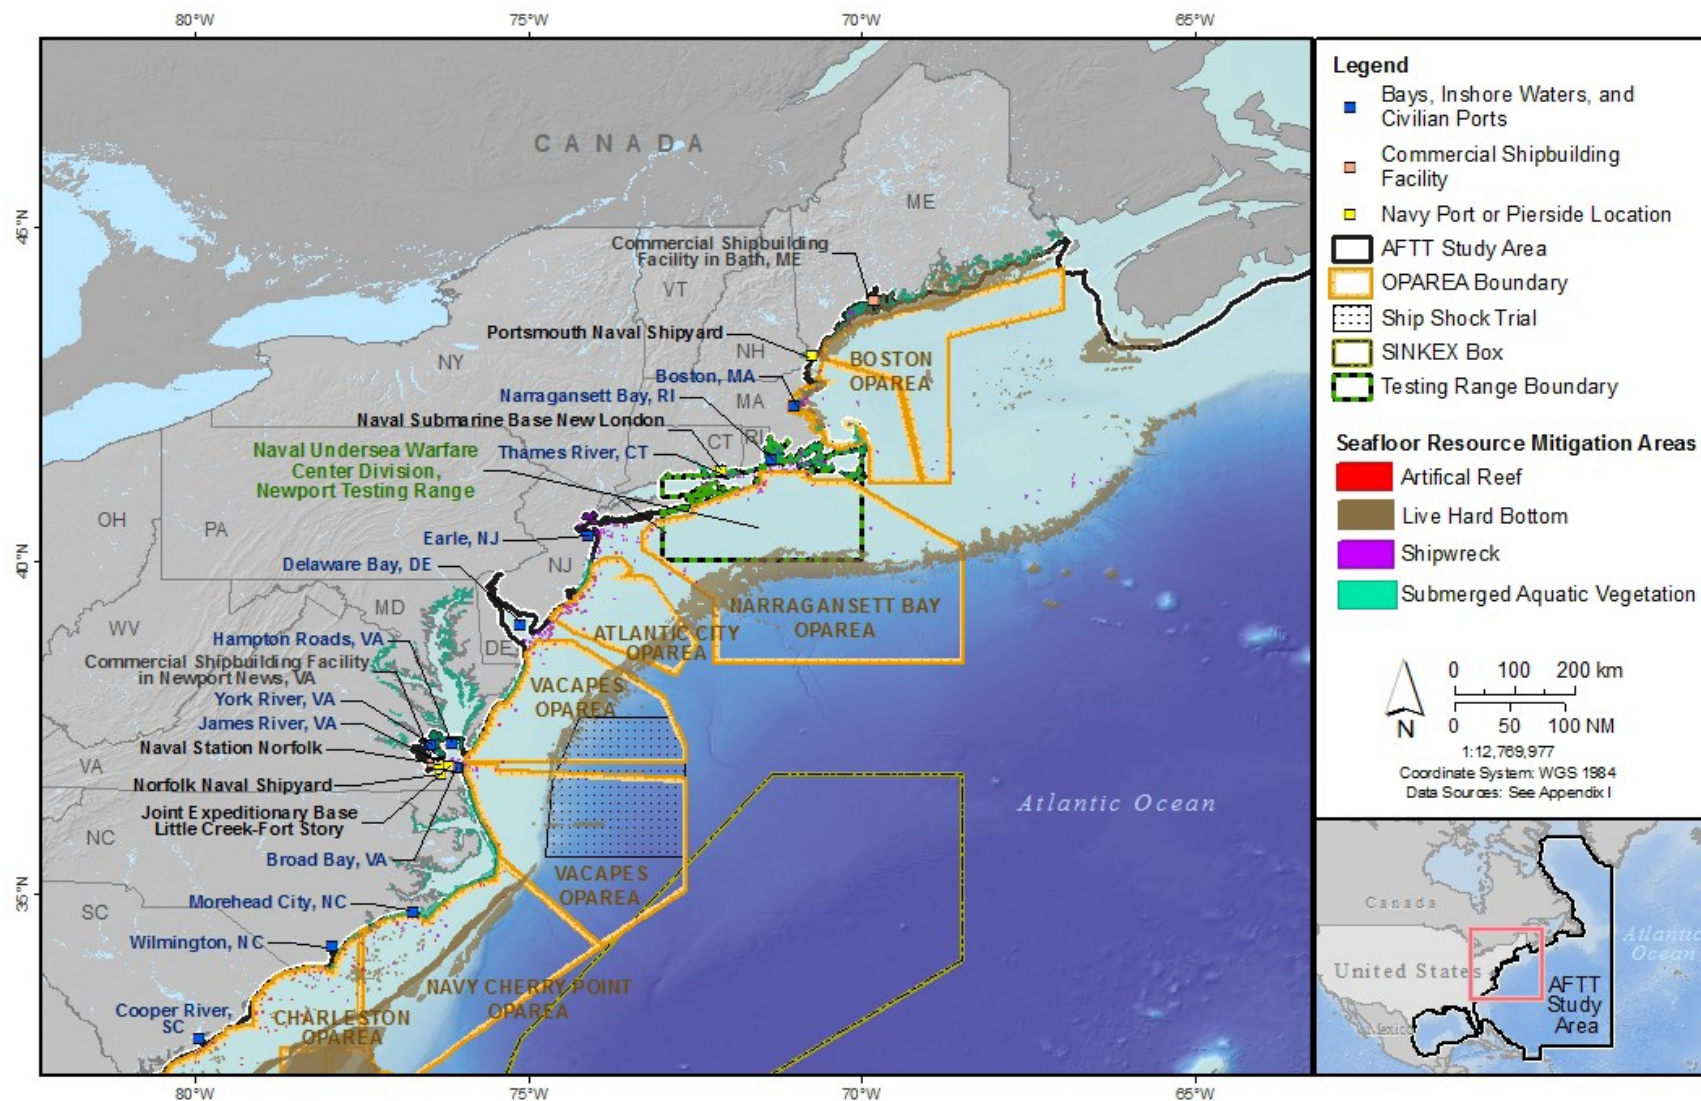 80°W
75°W
70°W
65°W
45°N
40°N
35°N
CANADA
ME
Commercial Shipbuilding
Facility in Bath, ME
VT
Portsmouth Naval Shipyard
NH
NY
BOSTON
OPAREA
Boston, MA
Narragansett Bay, RI
MA
Naval Submarine Base New London
CT
RI
Naval Undersea Warfare
Center Division,
Newport Testing Range
Thames River, CT
OH
PA
Earle, NJ
NJ
Delaware Bay, DE
MD
WV
NARRAGANSETT BAY
OPAREA
ATLANTIC CITY
OPAREA
Hampton Roads, VA
DE
Commercial Shipbuilding Facility
in Newport News, VA
VACAPES
OPAREA
York River, VA
James River, VA
Naval Station Norfolk
VA
Norfolk Naval Shipyard
Joint Expeditionary Base
Little Creek-Fort Story
NC
Broad Bay, VA
VACAPES
OPAREA
Atlantic Ocean
Morehead City, NC
SC
Wilmington, NC
NAVY CHERRY POINT
OPAREA
Cooper River,
SC
CHARLESTON
OPAREA
80°W
75°W
70°W
65°W
Legend
Bays, Inshore Waters, and
Civilian Ports
Commercial Shipbuilding
Facility
Navy Port or Pierside Location
AFTT Study Area
OPAREA Boundary
Ship Shock Trial
SINKEX Box
Testing Range Boundary
Seafloor Resource Mitigation Areas
Artifical Reef
Live Hard Bottom
Shipwreck
Submerged Aquatic Vegetation
N
0 100 200 km
0 50 100 NM
1:12,769,977
Coordinate System: WGS 1984
Data Sources: See Appendix I
Canada
United States
Mexico
Atlantic
Ocean
AFTT
Study
Area